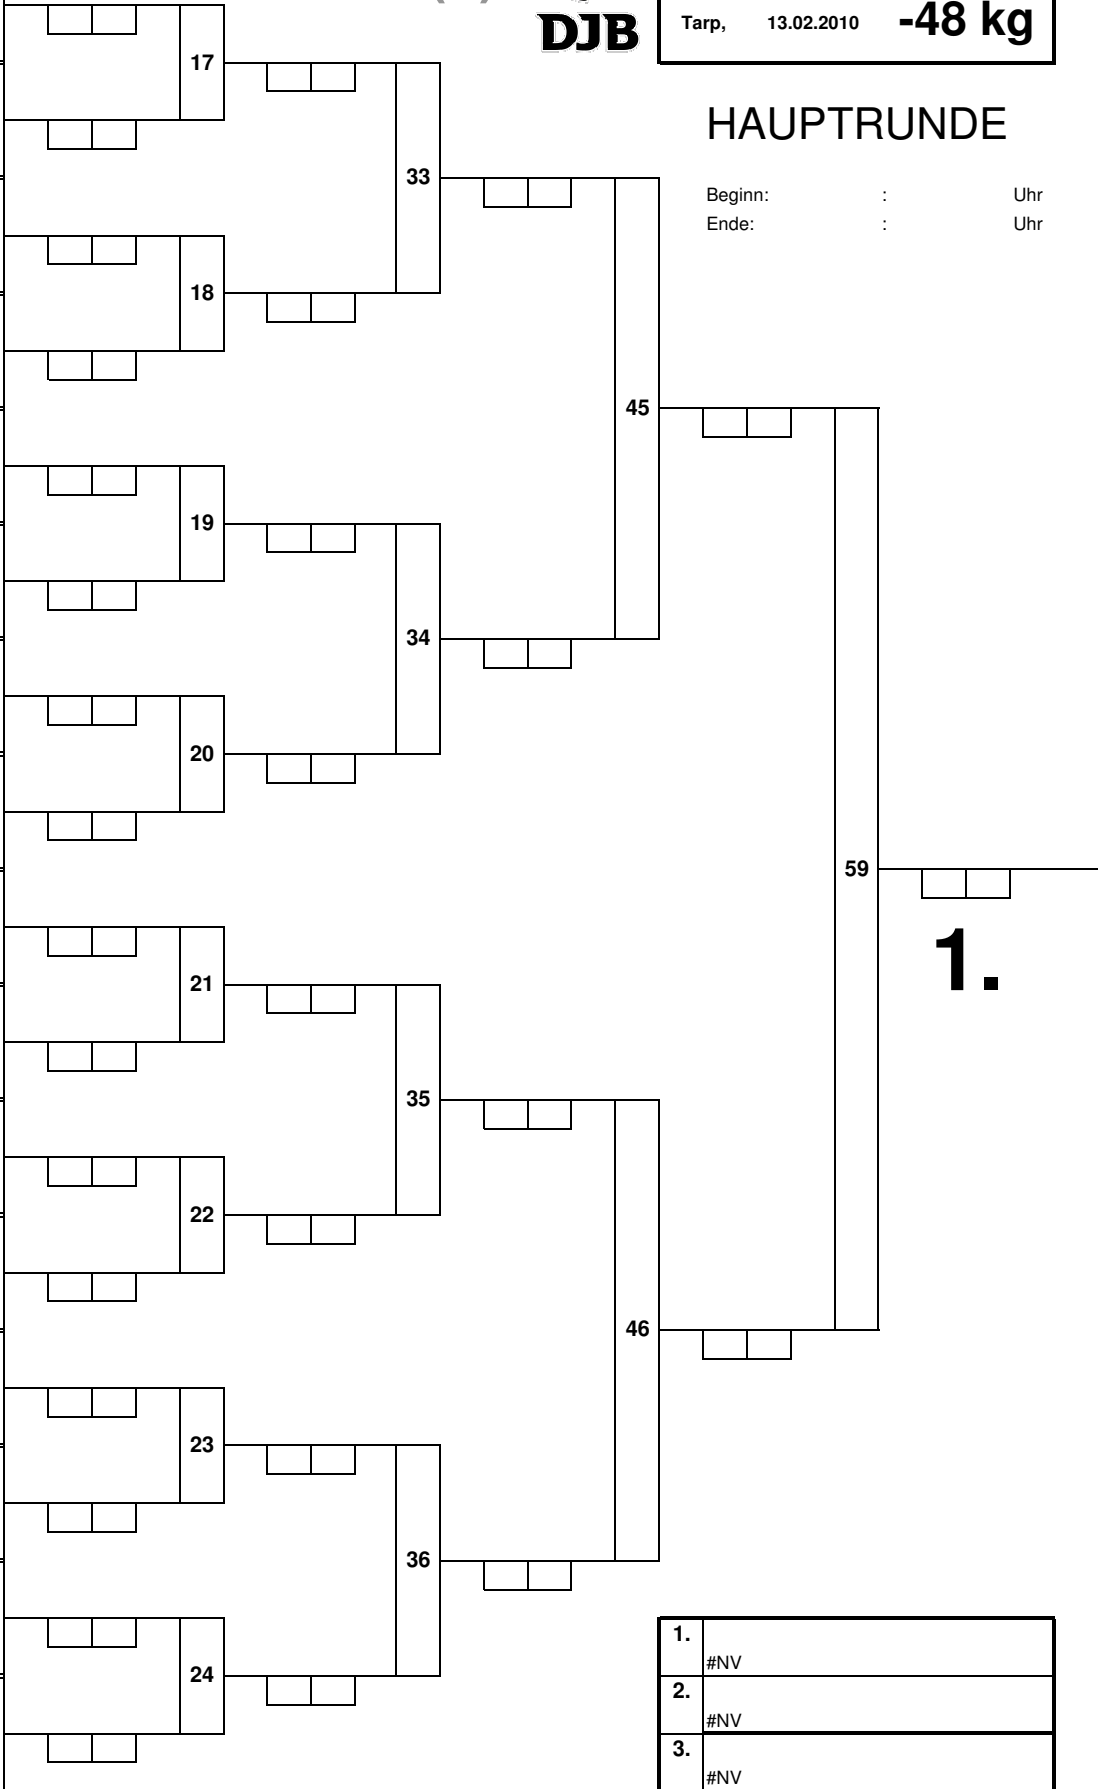 DJB
Tarp, 13.02.2010 -48 kg
17
HAUPTRUNDE
33
Beginn: : Uhr
Ende: : Uhr
18
45
19
34
20
59
1.
21
35
22
46
23
36
24
1.
#NV
2.
#NV
3.
#NV